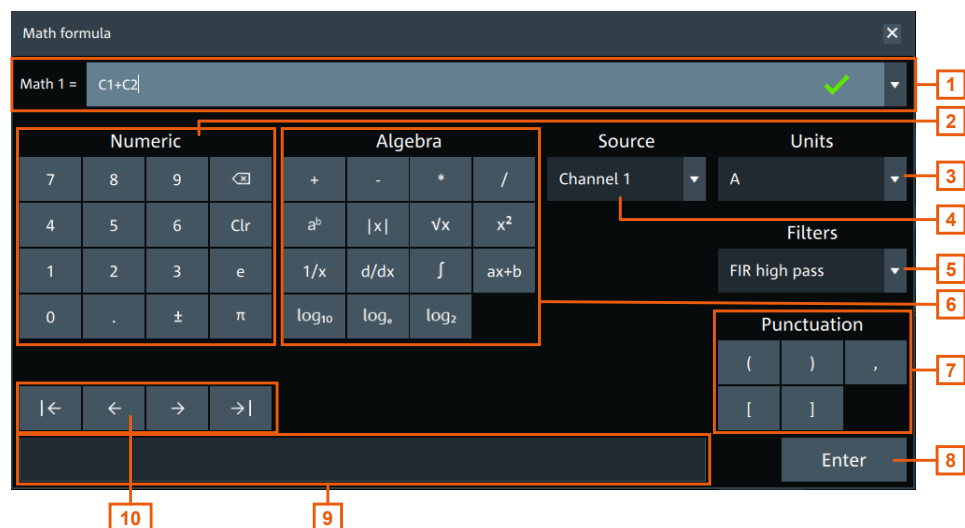 Math formula ✕
Math 1 = C1+C2 ✓ ▼ 1
2
Numeric Algebra Source Units
7 8 9 ⌫ + - * / Channel 1 ▼ A ▼ 3
4
4 5 6 Clr aᵇ |x| √x x² Filters
1 2 3 e 1/x d/dx ∫ ax+b FIR high pass ▼ 5
6
0 . ± π log₁₀ logₑ log₂ Punctuation
( ) , 7
|← ← → →| [ ]
Enter 8
10 9